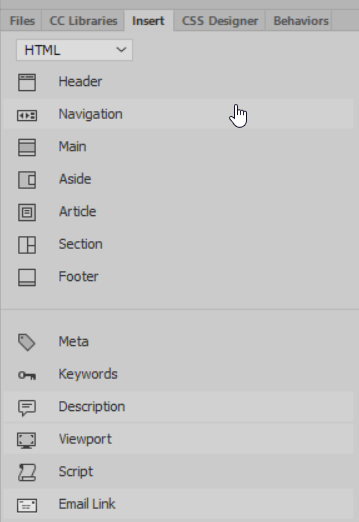 Files CC Libraries Insert CSS Designer Behaviors
HTML
Header
Navigation
Main
Aside
Article
Section
Footer
Meta
Keywords
Description
Viewport
Script
Email Link